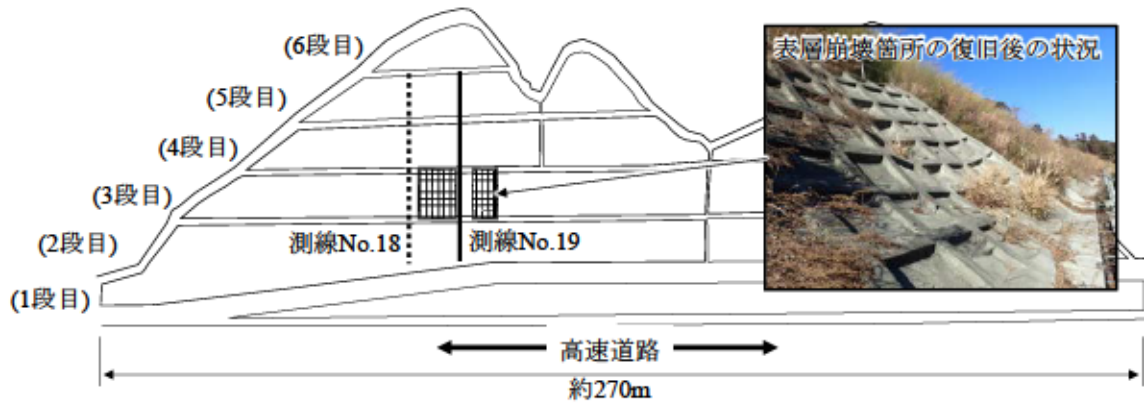 表層崩壊箇所の復旧後の状況
(6段目)
(5段目)
(4段目)
(3段目)
(2段目)
(1段目)
測線No.18
測線No.19
高速道路
約270m